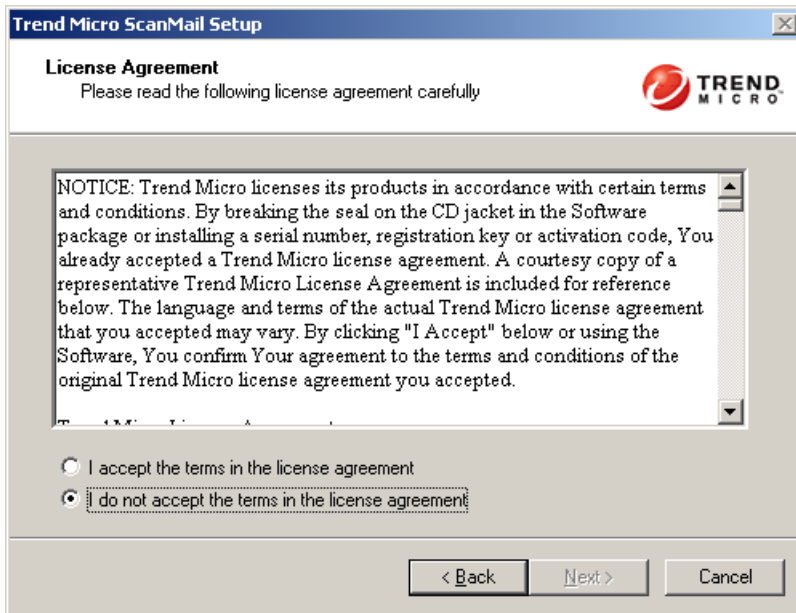 Trend Micro ScanMail Setup
License Agreement
Please read the following license agreement carefully
TREND
MICRO
NOTICE: Trend Micro licenses its products in accordance with certain terms
and conditions. By breaking the seal on the CD jacket in the Software
package or installing a serial number, registration key or activation code, You
already accepted a Trend Micro license agreement. A courtesy copy of a
representative Trend Micro License Agreement is included for reference
below. The language and terms of the actual Trend Micro license agreement
that you accepted may vary. By clicking "I Accept" below or using the
Software, You confirm Your agreement to the terms and conditions of the
original Trend Micro license agreement you accepted.
I accept the terms in the license agreement
I do not accept the terms in the license agreement
< Back
Next >
Cancel